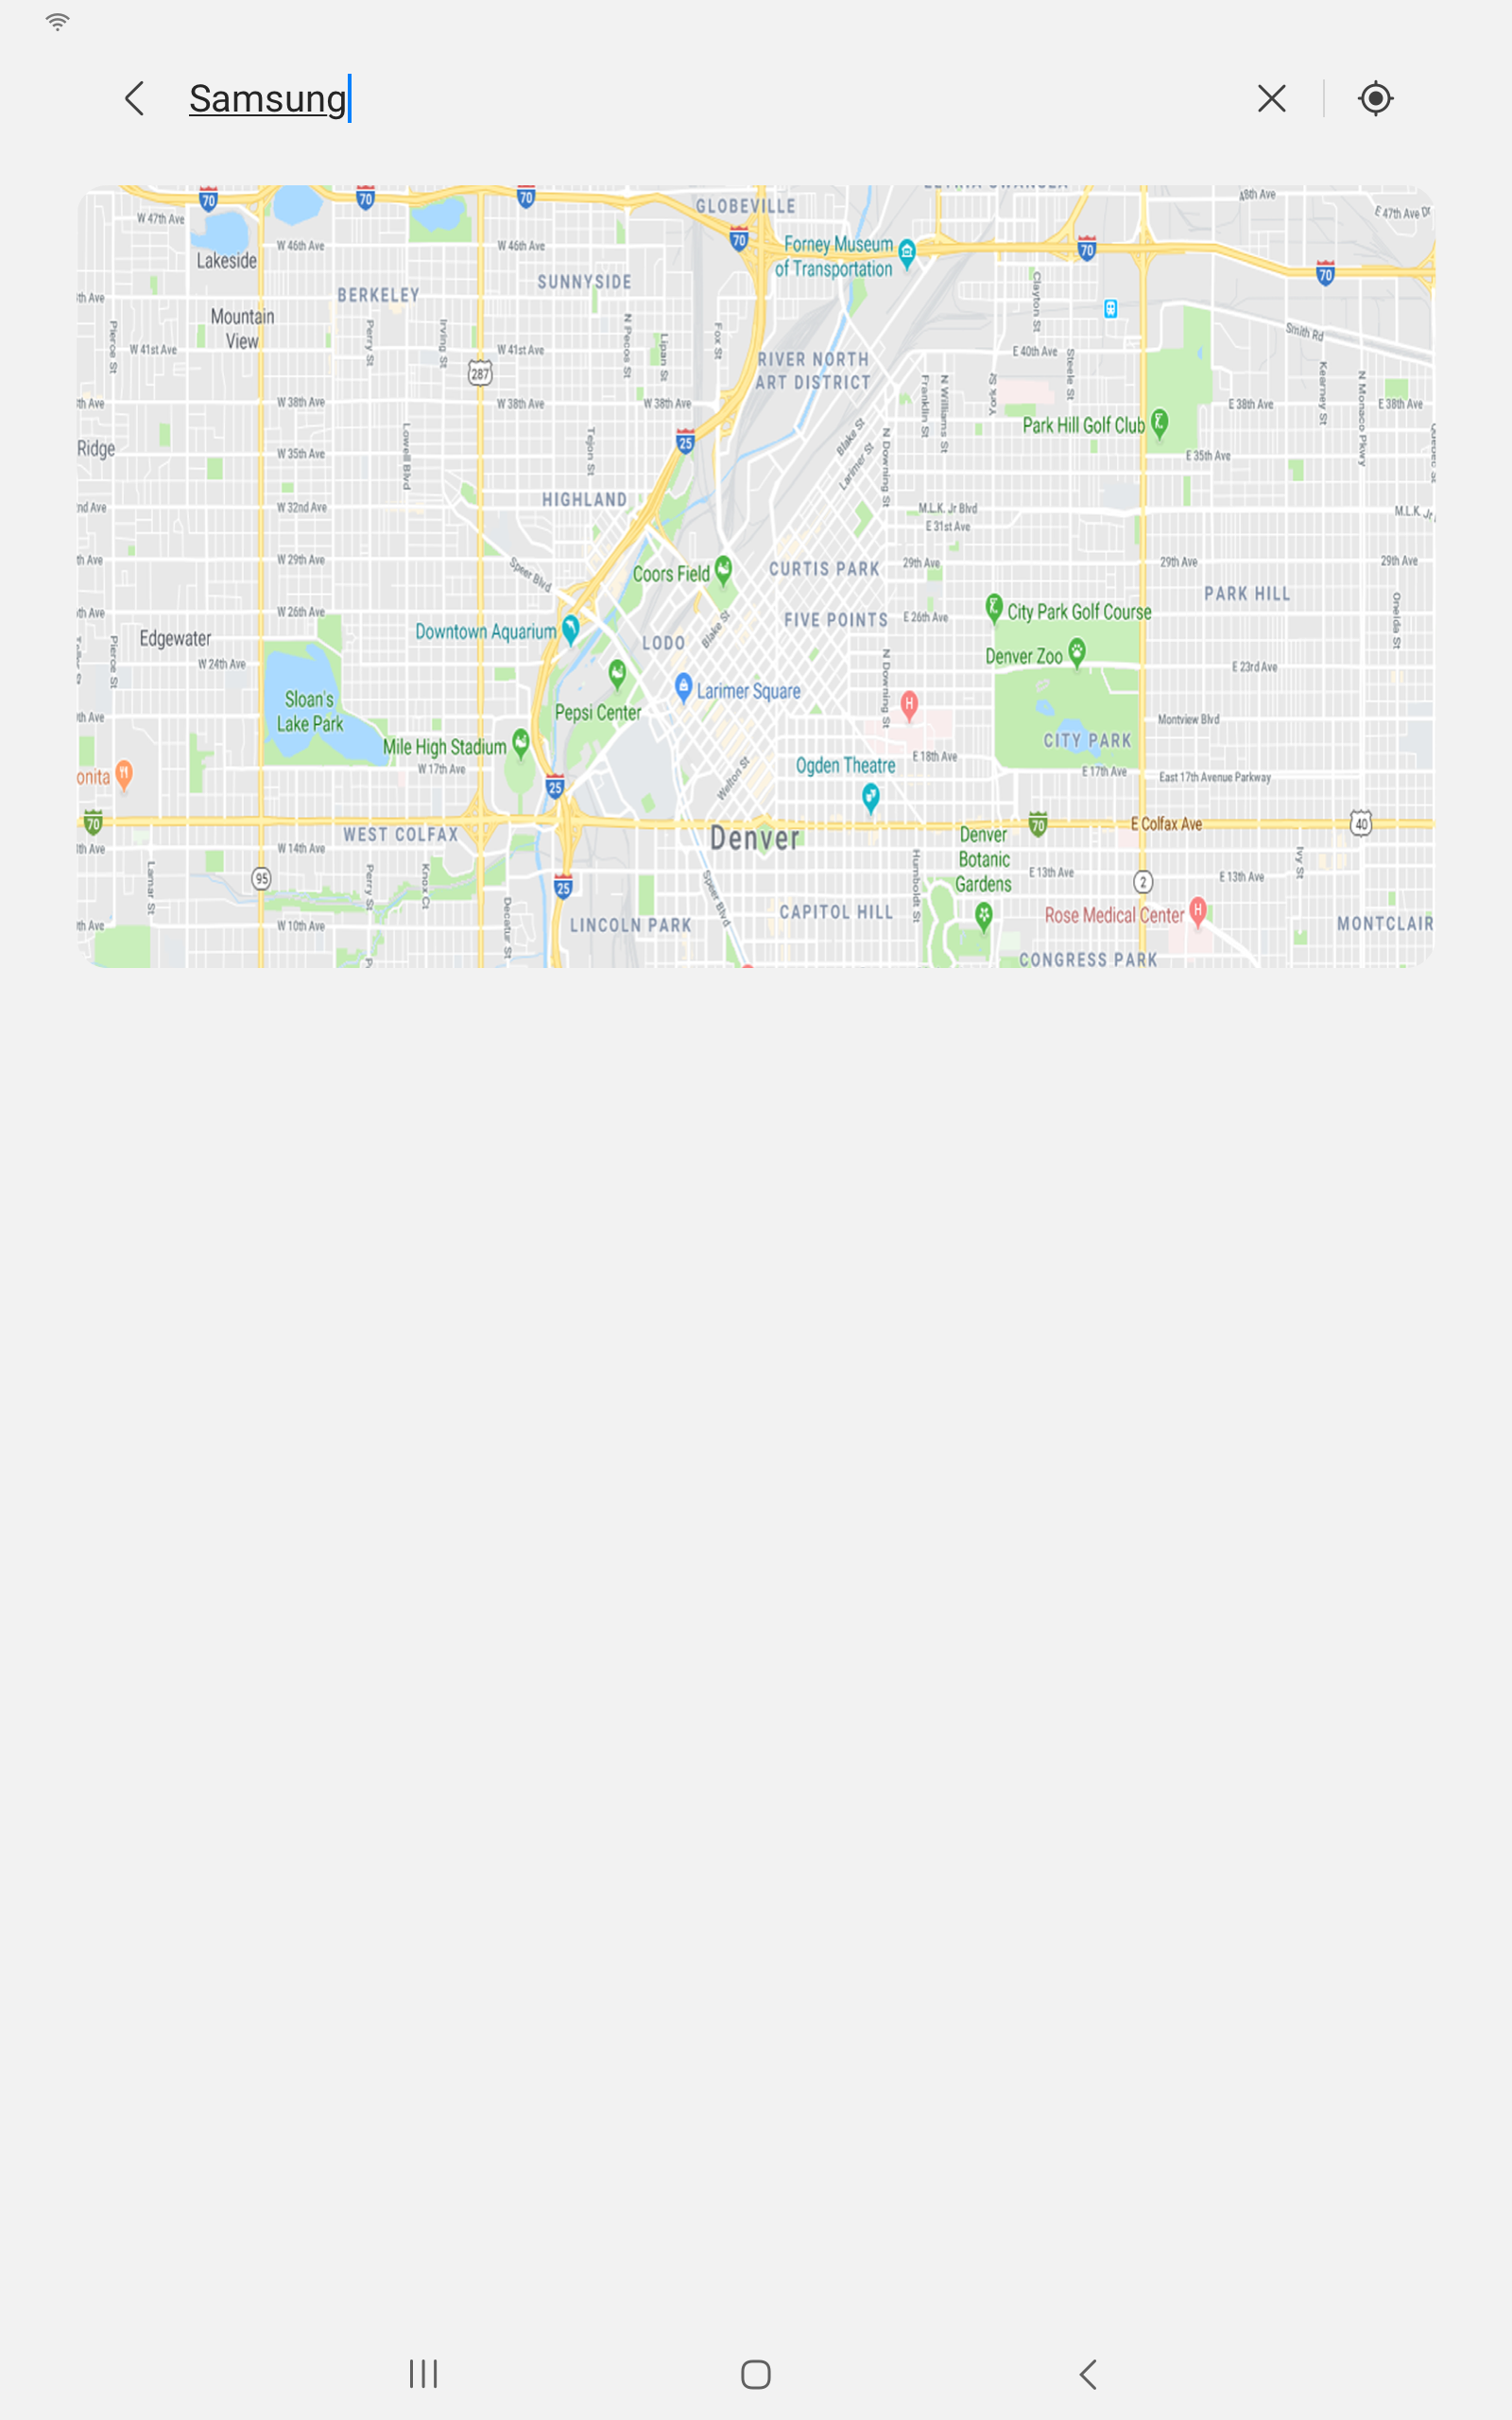 Samsung
GLOBEVILLE
48th Ave
E 47th Ave Dr
70
70
70
W 47th Ave
70
Forney Museum
of Transportation
70
70
W 46th Ave
W 46th Ave
Lakeside
SUNNYSIDE
BERKELEY
Mountain
View
Pierce St
Perry St
Irving St
N Pecos St
Lipan St
Fox St
Clayton St
Smith Rd
W 41st Ave
W 41st Ave
287
RIVER NORTH
ART DISTRICT
E 40th Ave
Steele St
York St
Franklin St
N Williams St
Kearney St
N Monaco Pkwy
W 38th Ave
W 38th Ave
W 38th Ave
E 38th Ave
E 38th Ave
Park Hill Golf Club
25
Ridge
Lowell Blvd
Tejon St
Blake St
Larimer St
N Downing St
W 35th Ave
E 35th Ave
HIGHLAND
W 32nd Ave
M.L.K. Jr Blvd
M.L.K. Jr
E 31st Ave
W 29th Ave
29th Ave
29th Ave
29th Ave
Speer Blvd
Coors Field
CURTIS PARK
PARK HILL
W 26th Ave
City Park Golf Course
FIVE POINTS
E 26th Ave
Oneida St
Downtown Aquarium
Edgewater
LODO
Blake St
Pierce St
Denver Zoo
W 24th Ave
E 23rd Ave
N Downing St
Larimer Square
Sloan's
Lake Park
Pepsi Center
H
Montview Blvd
CITY PARK
Mile High Stadium
E 18th Ave
Ogden Theatre
W 17th Ave
E 17th Ave
East 17th Avenue Parkway
onita
Welton St
25
70
WEST COLFAX
Denver
70
E Colfax Ave
40
Denver
Botanic
Gardens
W 14th Ave
Ivy St
95
Lamar St
Perry St
Knox Ct
25
Speer Blvd
Humboldt St
E 13th Ave
2
E 13th Ave
Decatur St
LINCOLN PARK
CAPITOL HILL
Rose Medical Center
H
MONTCLAIR
W 10th Ave
CONGRESS PARK